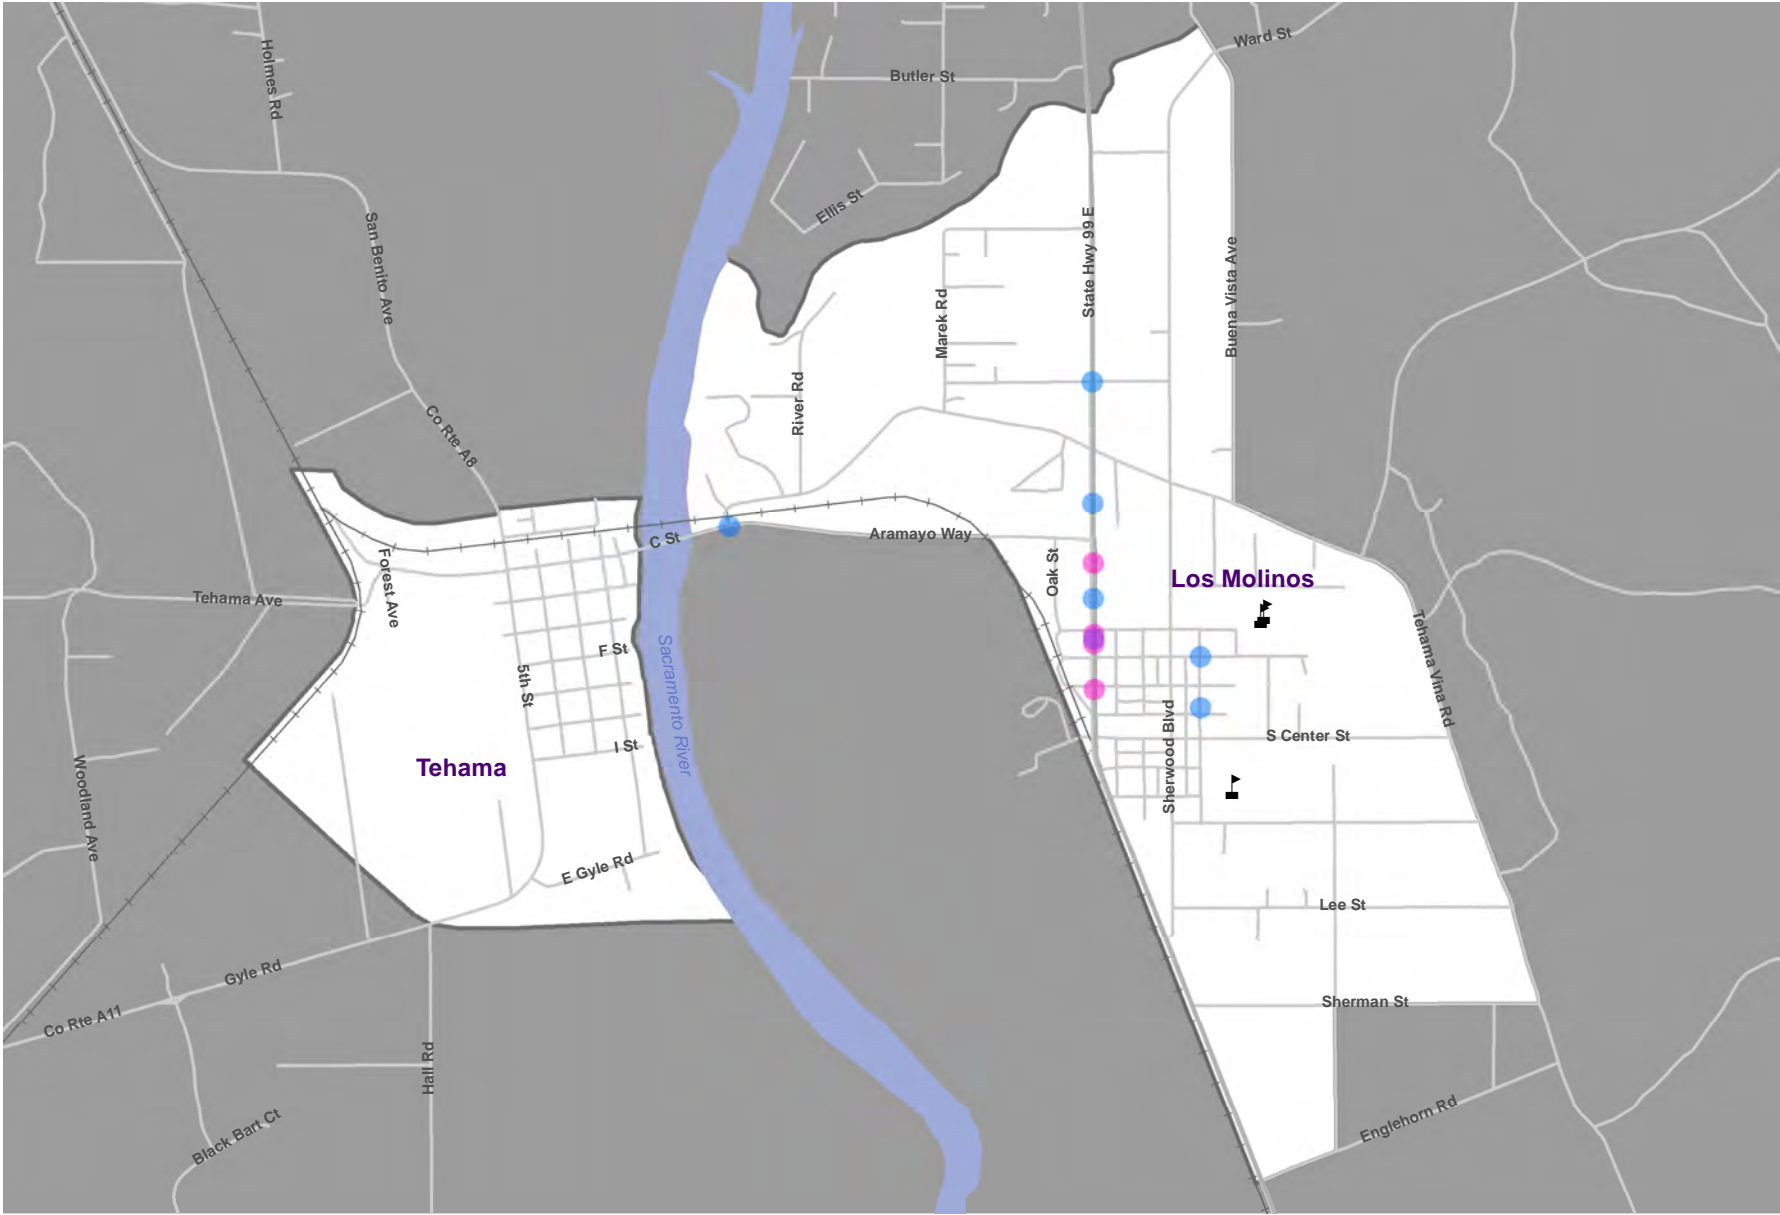 Ward St
Holmes Rd
Butler St
Ellis St
San Benito Ave
State Hwy 99 E
Buena Vista Ave
Marek Rd
River Rd
Co Rte A8
C St
Aramayo Way
Oak St
Los Molinos
Forest Ave
Tehama Ave
Tehama Vina Rd
F St
Sacramento River
5th St
Sherwood Blvd
S Center St
I St
Tehama
Woodland Ave
E Gyle Rd
Lee St
Gyle Rd
Sherman St
Co Rte A11
Hall Rd
Englehorn Rd
Black Bart Ct